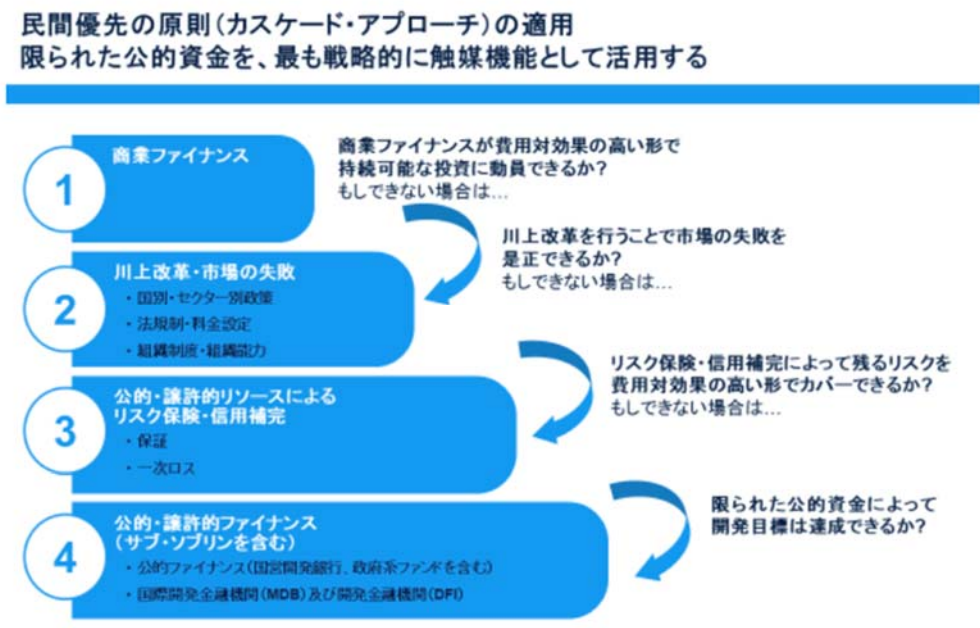 民間優先の原則（カスケード・アプローチ）の適用
限られた公的資金を、最も戦略的に触媒機能として活用する
1
商業ファイナンス
商業ファイナンスが費用対効果の高い形で
持続可能な投資に動員できるか？
もしできない場合は…
2
川上改革・市場の失敗
・国別・セクター別政策
・法規制・料金設定
・組織制度・組織能力
川上改革を行うことで市場の失敗を
是正できるか？
もしできない場合は…
3
公的・譲許的リソースによる
リスク保険・信用補完
・保証
・一次ロス
リスク保険・信用補完によって残るリスクを
費用対効果の高い形でカバーできるか？
もしできない場合は…
4
公的・譲許的ファイナンス
（サブ・ソブリンを含む）
・公的ファイナンス（国営開発銀行、政府系ファンドを含む）
・国際開発金融機関（MDB）及び開発金融機関（DFI）
限られた公的資金によって
開発目標は達成できるか？